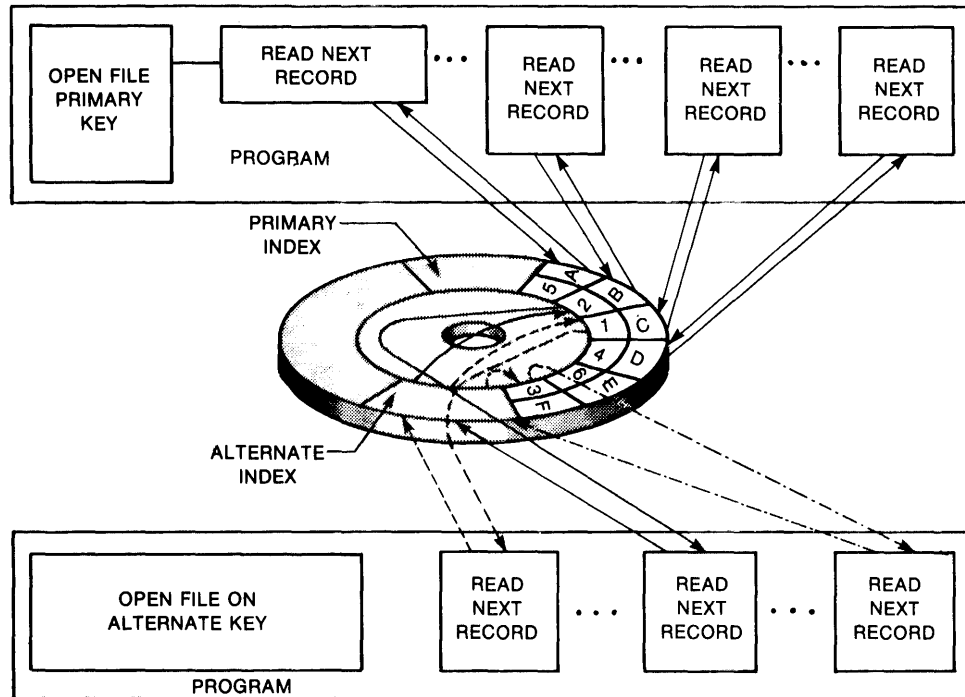 OPEN FILE
PRIMARY
KEY
READ NEXT
RECORD
READ
NEXT
RECORD
READ
NEXT
RECORD
READ
NEXT
RECORD
PROGRAM
PRIMARY
INDEX
A
B
C
D
E
F
5
2
1
4
6
3
ALTERNATE
INDEX
OPEN FILE ON
ALTERNATE KEY
READ
NEXT
RECORD
READ
NEXT
RECORD
READ
NEXT
RECORD
PROGRAM